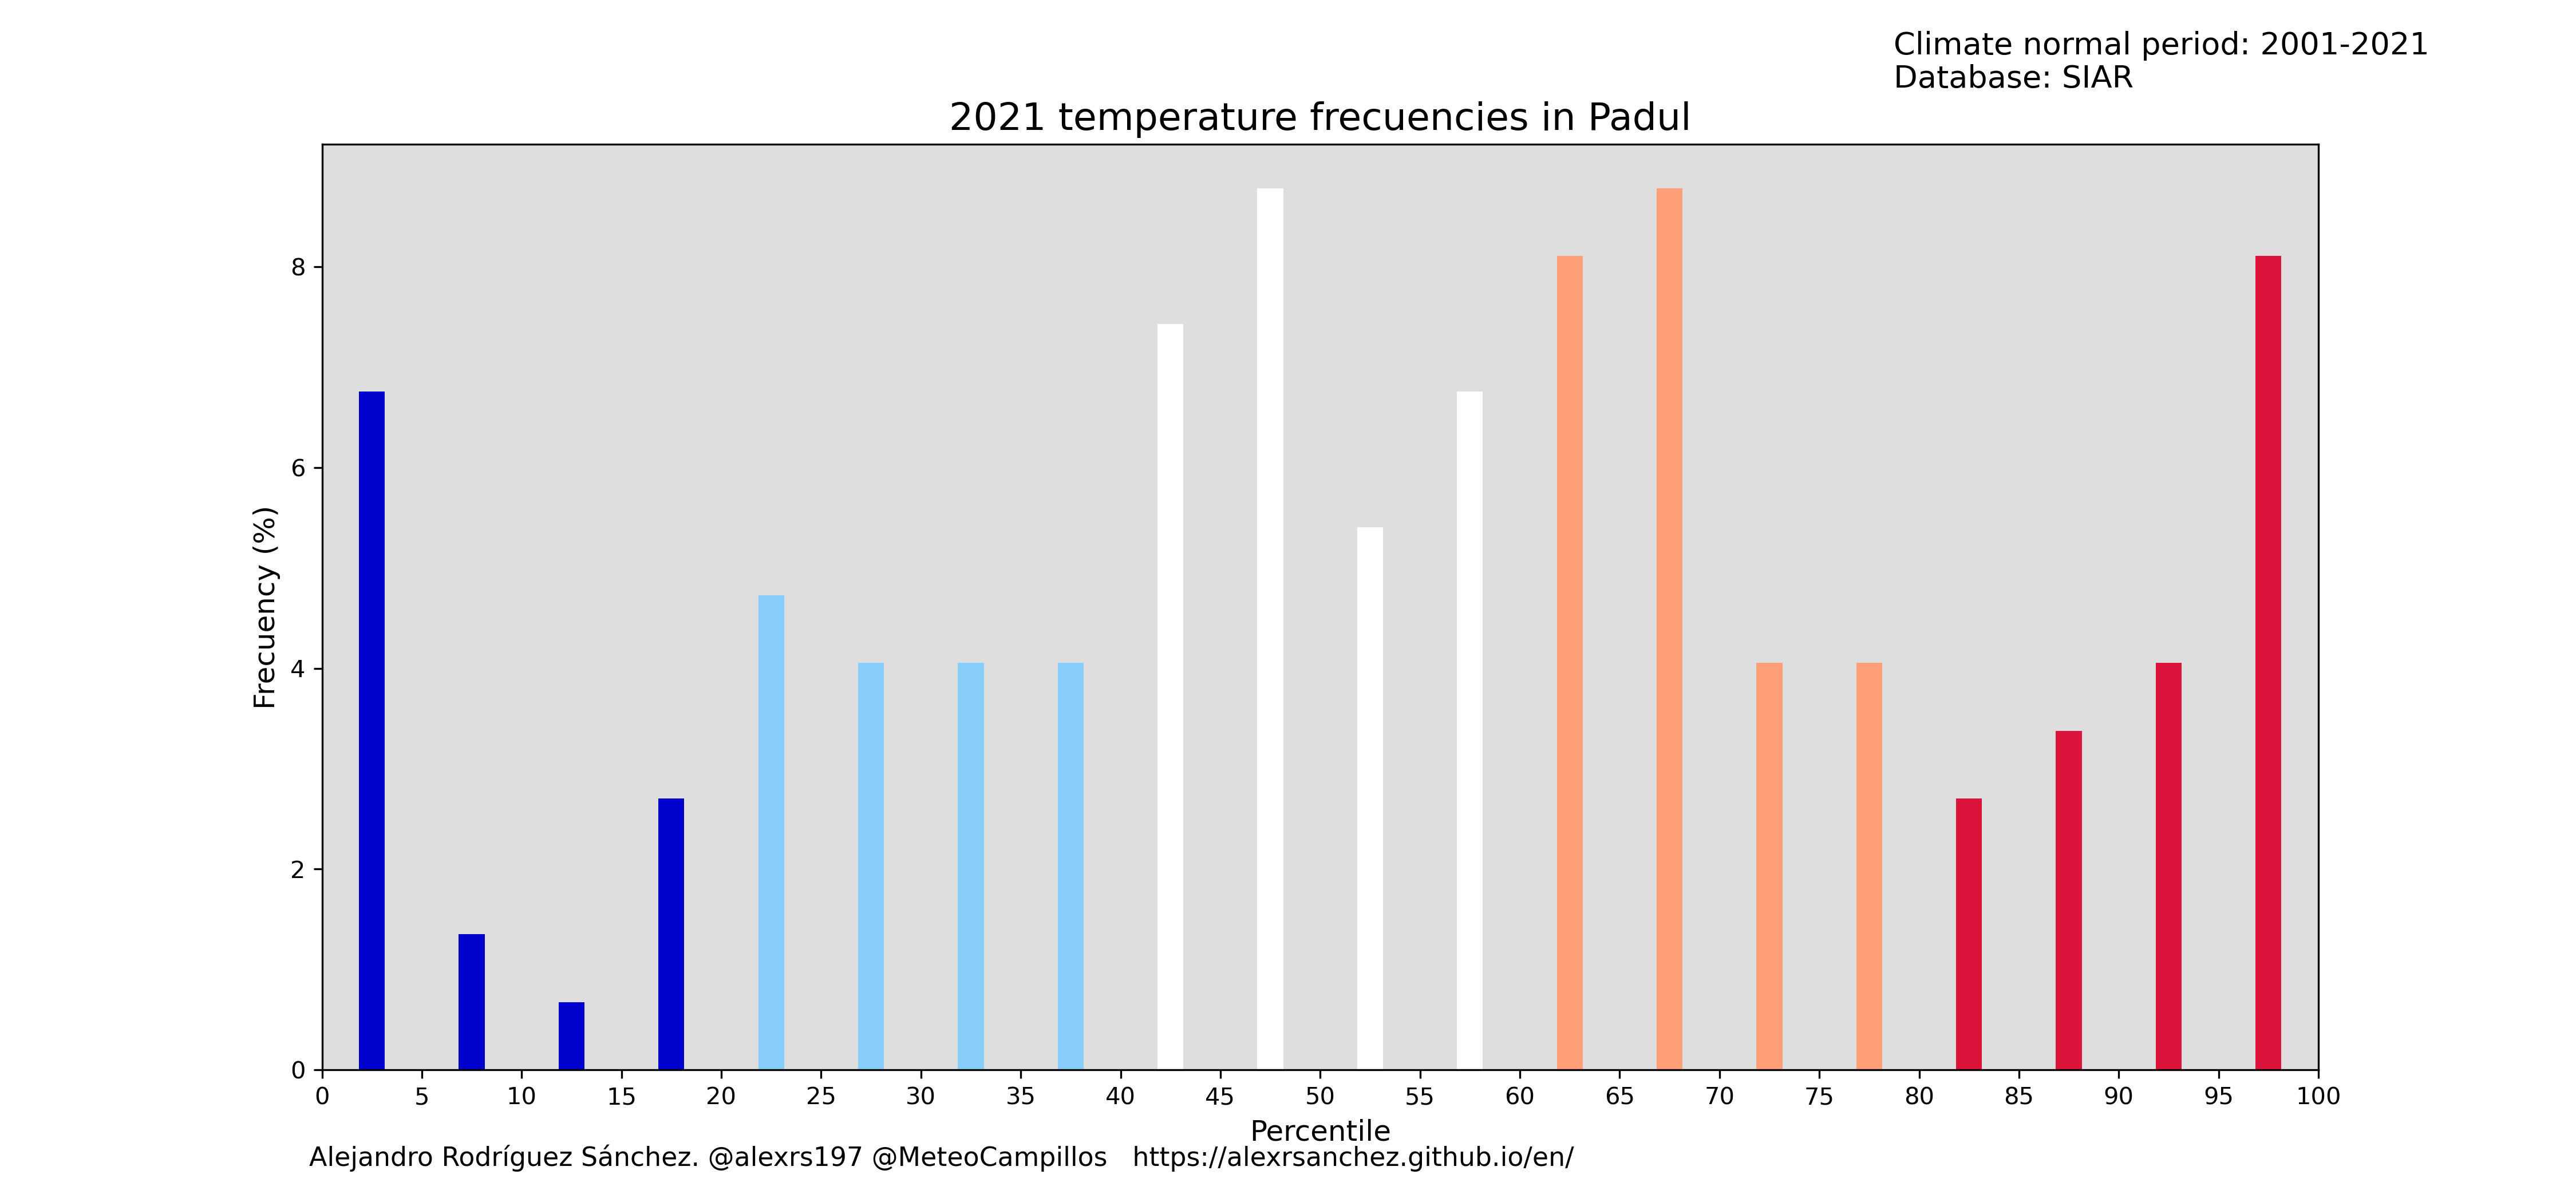 Climate normal period: 2001-2021
Database: SIAR
2021 temperature frecuencies in Padul
8
6
4
2
0
Frecuency (%)
0 5 10 15 20 25 30 35 40 45 50 55 60 65 70 75 80 85 90 95 100
Percentile
Alejandro Rodríguez Sánchez. @alexrs197 @MeteoCampillos https://alexrsanchez.github.io/en/